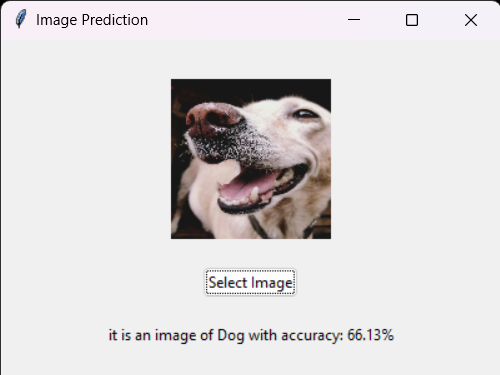 Image Prediction
Select Image
it is an image of Dog with accuracy: 66.13%